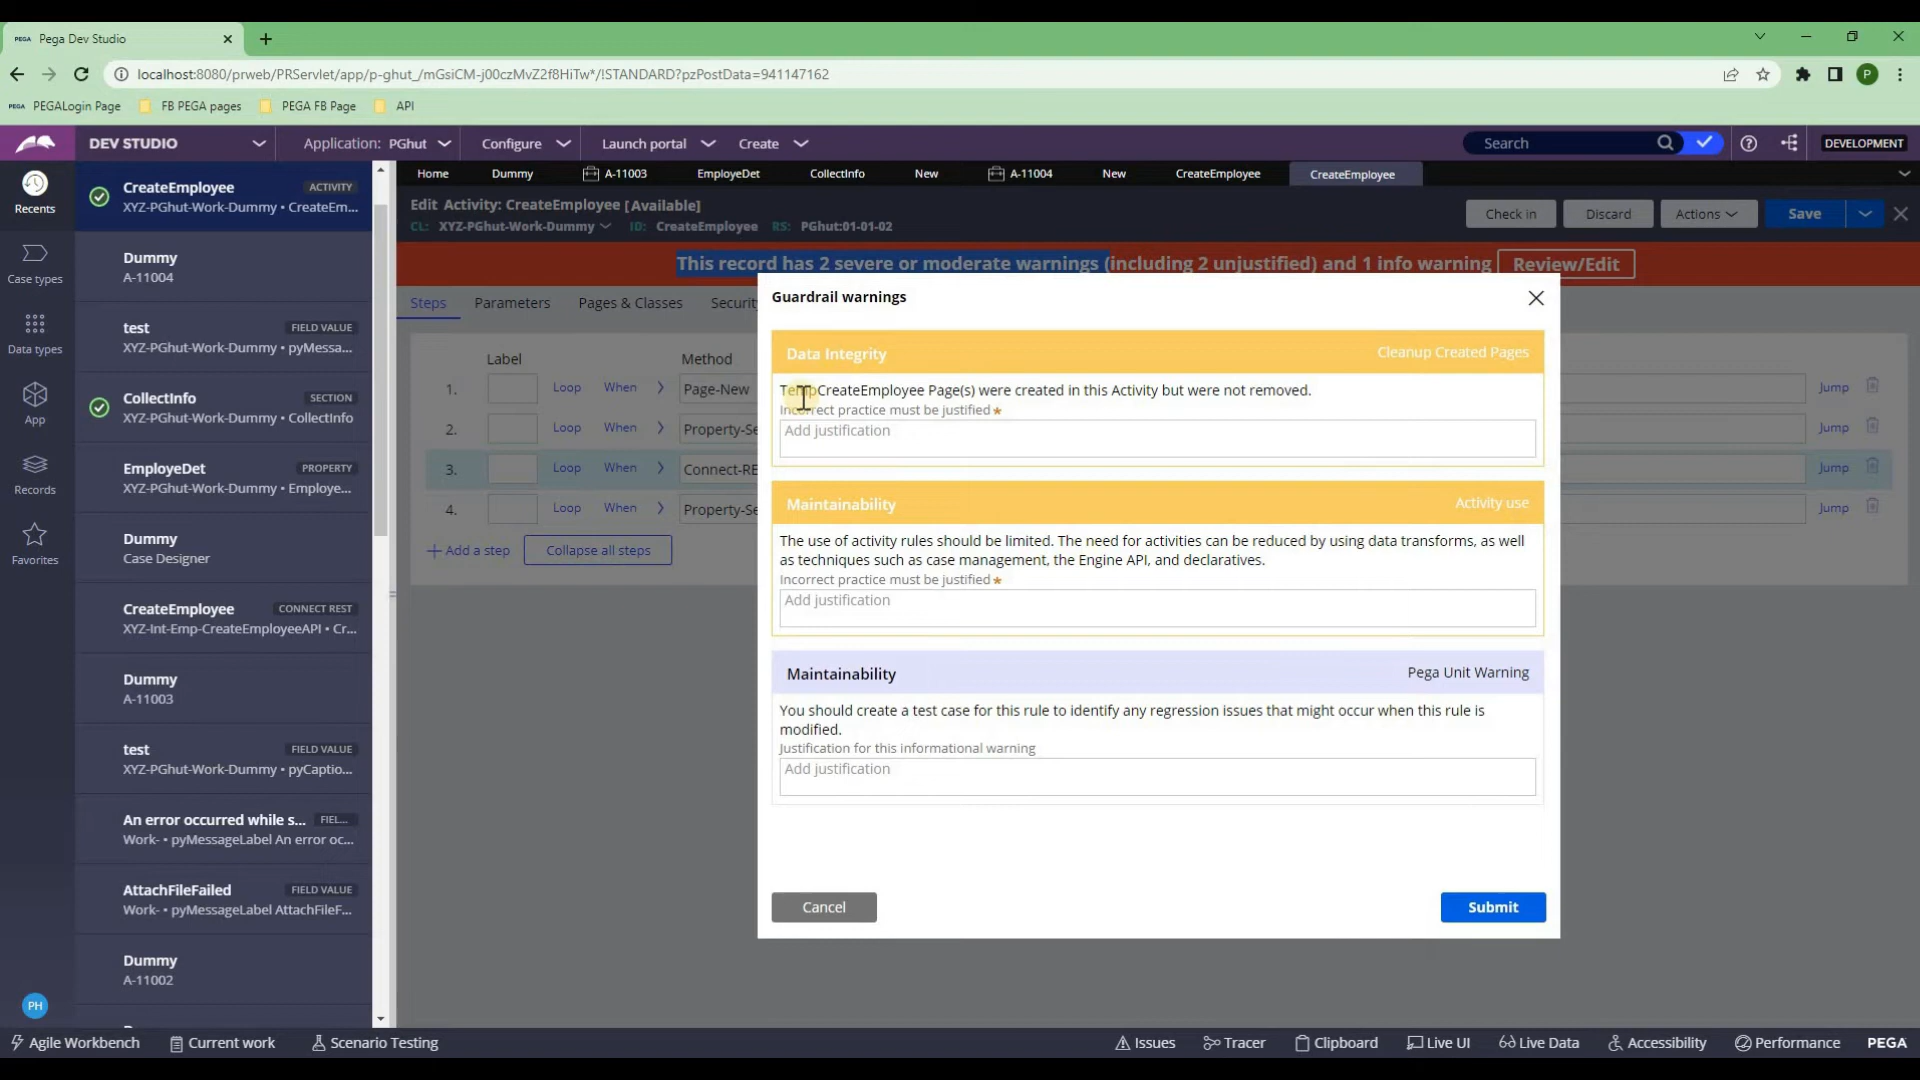 PEGA Pega Dev Studio
localhost:8080/prweb/PRServlet/app/p-ghut_/mGsiCM-j00czMvZ2f8HiTw*/!STANDARD?pzPostData=941147162
P
PEGA PEGALogin Page FB PEGA pages PEGA FB Page API
DEV STUDIO Application: PGhut Configure Launch portal Create Search DEVELOPMENT
Home Dummy A-11003 EmployeDet CollectInfo New A-11004 New CreateEmployee CreateEmployee
Edit Activity: CreateEmployee [Available]
CL: XYZ-PGhut-Work-Dummy ID: CreateEmployee RS: PGhut:01-01-02
Check in Discard Actions Save
This record has 2 severe or moderate warnings (including 2 unjustified) and 1 info warning Review/Edit
Steps Parameters Pages & Classes Securit
Label Method
1. Loop When Page-New Jump
2. Loop When Property-Se Jump
3. Loop When Connect-RE Jump
4. Loop When Property-Se Jump
Add a step Collapse all steps
Recents
Case types
Data types
App
Records
Favorites
PH
CreateEmployee ACTIVITY
XYZ-PGhut-Work-Dummy • CreateEm...
Dummy
A-11004
test FIELD VALUE
XYZ-PGhut-Work-Dummy • pyMessa...
CollectInfo SECTION
XYZ-PGhut-Work-Dummy • CollectInfo
EmployeDet PROPERTY
XYZ-PGhut-Work-Dummy • Employe...
Dummy
Case Designer
CreateEmployee CONNECT REST
XYZ-Int-Emp-CreateEmployeeAPI • Cr...
Dummy
A-11003
test FIELD VALUE
XYZ-PGhut-Work-Dummy • pyCaptio...
An error occurred while s... FIEL...
Work- • pyMessageLabel An error oc...
AttachFileFailed FIELD VALUE
Work- • pyMessageLabel AttachFileF...
Dummy
A-11002
Guardrail warnings
Data Integrity Cleanup Created Pages
TempCreateEmployee Page(s) were created in this Activity but were not removed.
Incorrect practice must be justified *
Add justification
Maintainability Activity use
The use of activity rules should be limited. The need for activities can be reduced by using data transforms, as well
as techniques such as case management, the Engine API, and declaratives.
Incorrect practice must be justified *
Add justification
Maintainability Pega Unit Warning
You should create a test case for this rule to identify any regression issues that might occur when this rule is
modified.
Justification for this informational warning
Add justification
Cancel Submit
Agile Workbench Current work Scenario Testing Issues Tracer Clipboard Live UI Live Data Accessibility Performance PEGA